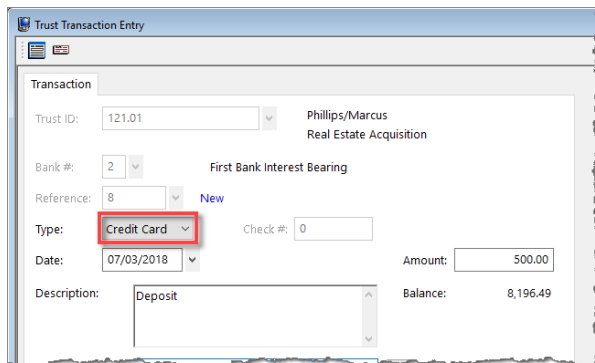 Trust Transaction Entry
Transaction
Trust ID: 121.01 Phillips/Marcus
Real Estate Acquisition
Bank #: 2 First Bank Interest Bearing
Reference: 8 New
Type: Credit Card Check #: 0
Date: 07/03/2018 Amount: 500.00
Description: Deposit Balance: 8,196.49